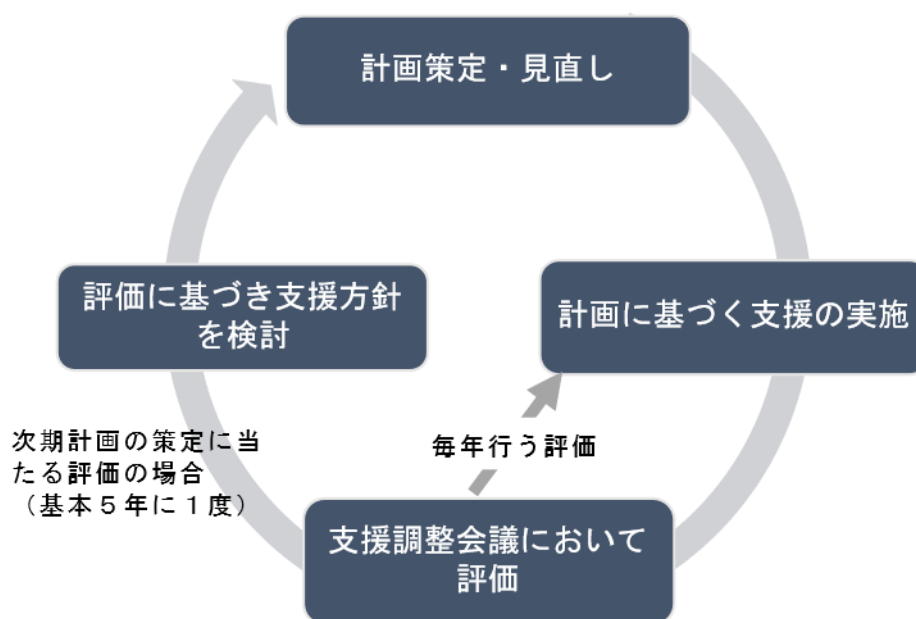 計画策定・見直し
評価に基づき支援方針
を検討
計画に基づく支援の実施
次期計画の策定に当
たる評価の場合
（基本５年に１度）
毎年行う評価
支援調整会議において
評価